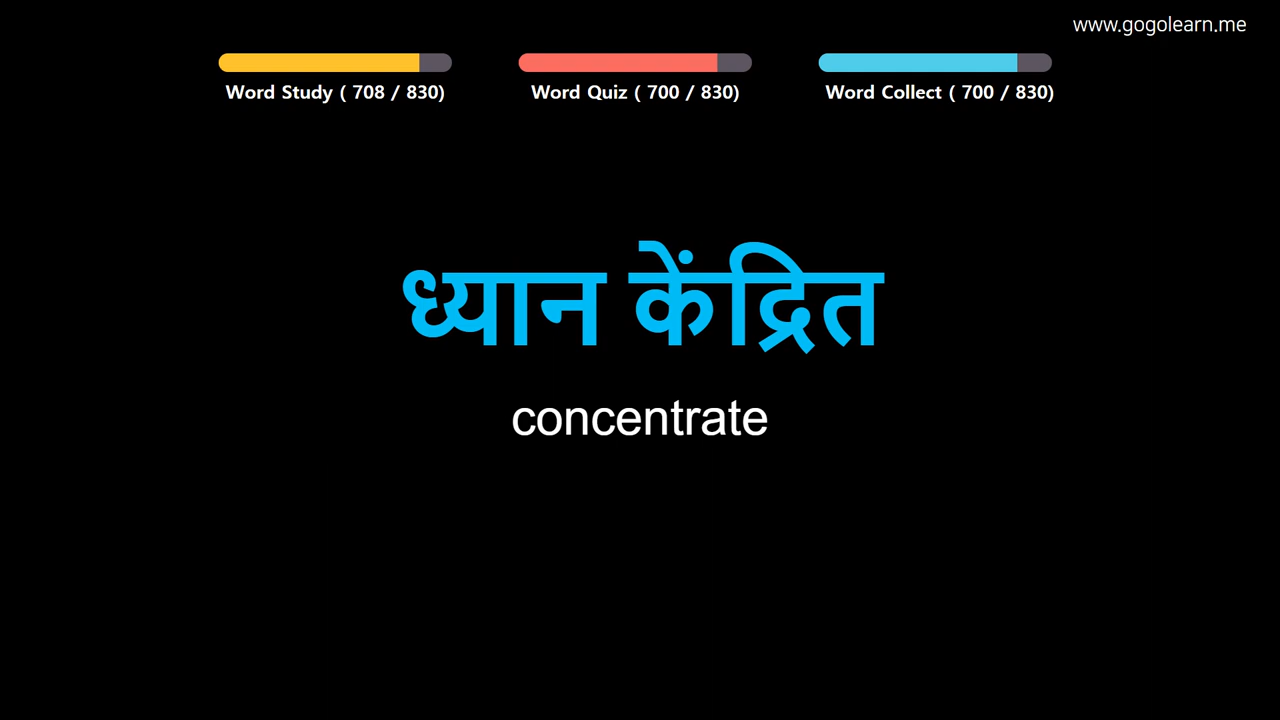 www.gogolearn.me
Word Study ( 708 / 830)
Word Quiz ( 700 / 830)
Word Collect ( 700 / 830)
ध्यान केंद्रित
concentrate